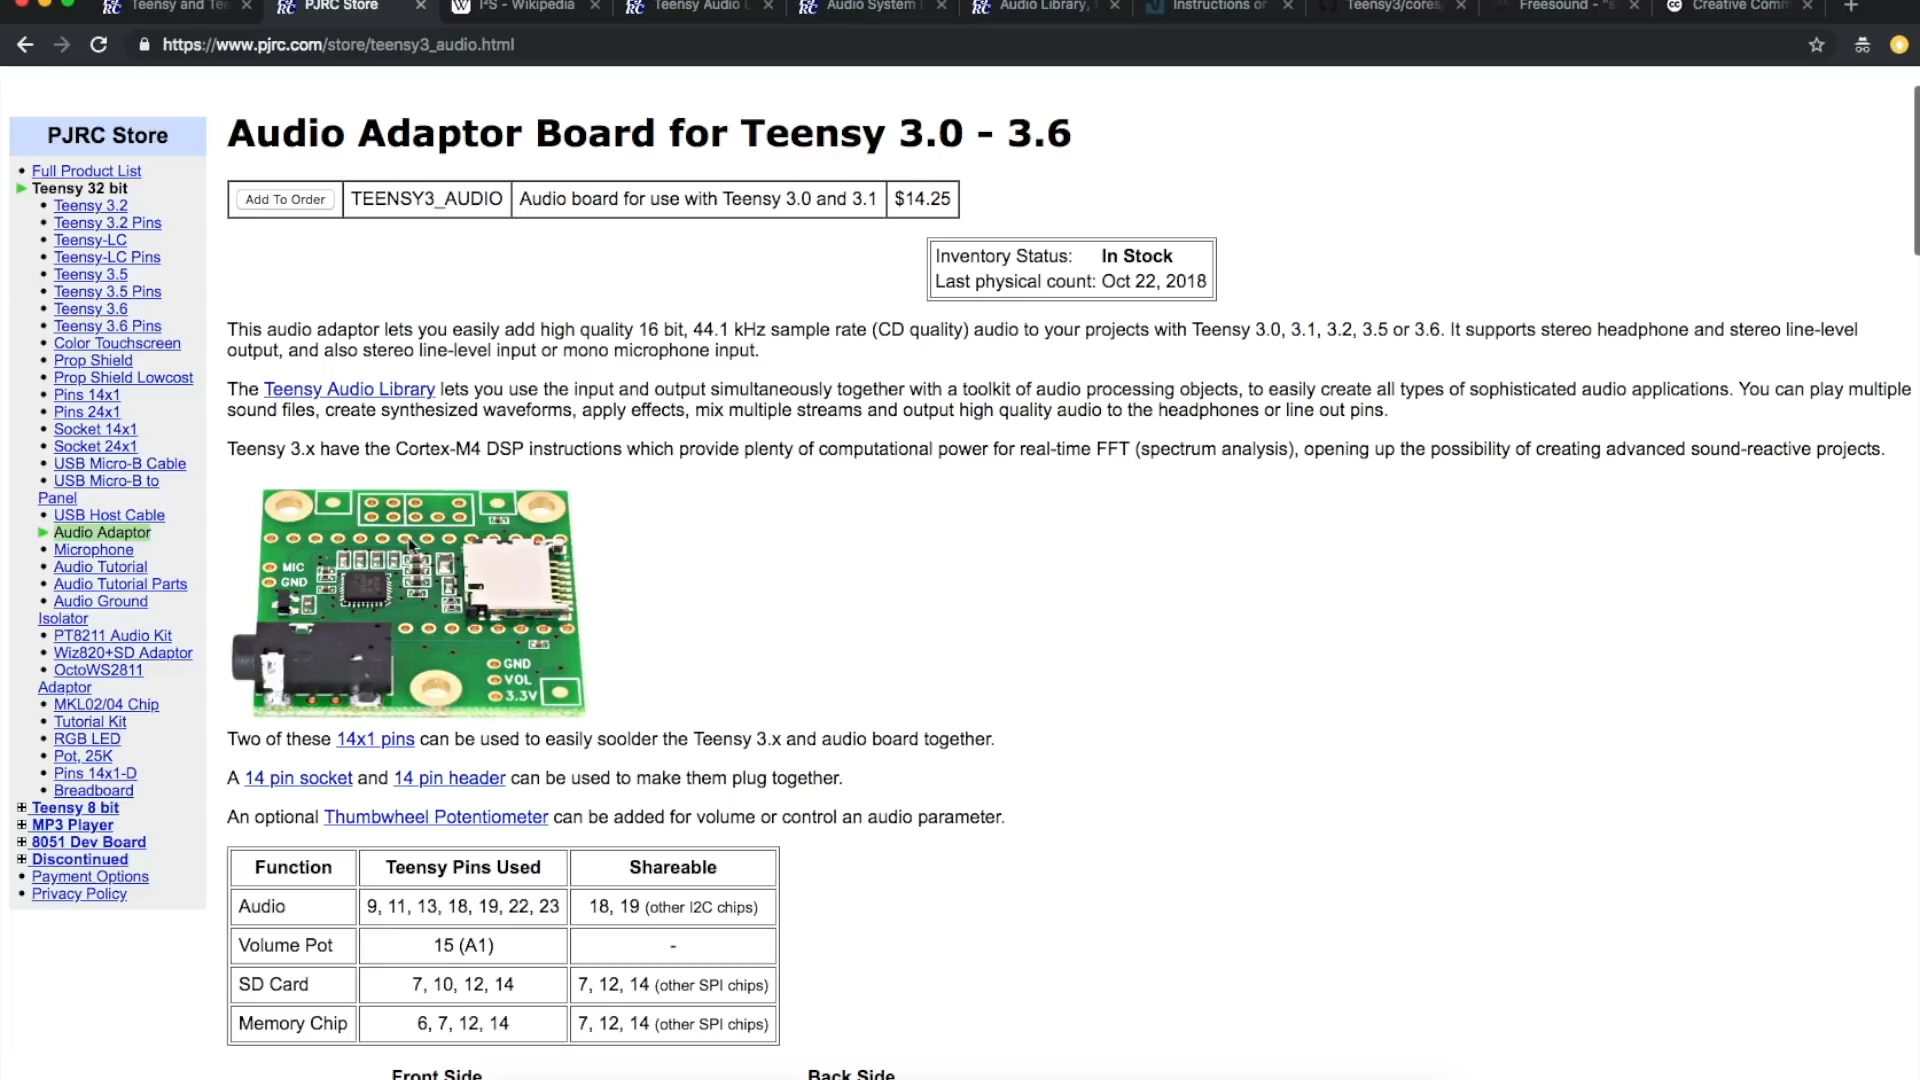 Teensy and Te
PJRC Store
I²S - Wikipedia
Teensy Audio
Audio System
Audio Library,
Instructions or
Teensy3/cores
Freesound - "s
Creative Comm
https://www.pjrc.com/store/teensy3_audio.html
PJRC Store
Full Product List
Teensy 32 bit
Teensy 3.2
Teensy 3.2 Pins
Teensy-LC
Teensy-LC Pins
Teensy 3.5
Teensy 3.5 Pins
Teensy 3.6
Teensy 3.6 Pins
Color Touchscreen
Prop Shield
Prop Shield Lowcost
Pins 14x1
Pins 24x1
Socket 14x1
Socket 24x1
USB Micro-B Cable
USB Micro-B to
Panel
USB Host Cable
Audio Adaptor
Microphone
Audio Tutorial
Audio Tutorial Parts
Audio Ground
Isolator
PT8211 Audio Kit
Wiz820+SD Adaptor
OctoWS2811
Adaptor
MKL02/04 Chip
Tutorial Kit
RGB LED
Pot, 25K
Pins 14x1-D
Breadboard
Teensy 8 bit
MP3 Player
8051 Dev Board
Discontinued
Payment Options
Privacy Policy
Audio Adaptor Board for Teensy 3.0 - 3.6
Add To Order TEENSY3_AUDIO Audio board for use with Teensy 3.0 and 3.1 $14.25
Inventory Status: In Stock
Last physical count: Oct 22, 2018
This audio adaptor lets you easily add high quality 16 bit, 44.1 kHz sample rate (CD quality) audio to your projects with Teensy 3.0, 3.1, 3.2, 3.5 or 3.6. It supports stereo headphone and stereo line-level
output, and also stereo line-level input or mono microphone input.
The Teensy Audio Library lets you use the input and output simultaneously together with a toolkit of audio processing objects, to easily create all types of sophisticated audio applications. You can play multiple
sound files, create synthesized waveforms, apply effects, mix multiple streams and output high quality audio to the headphones or line out pins.
Teensy 3.x have the Cortex-M4 DSP instructions which provide plenty of computational power for real-time FFT (spectrum analysis), opening up the possibility of creating advanced sound-reactive projects.
MIC
GND
GND
VOL
3.3V
Two of these 14x1 pins can be used to easily soolder the Teensy 3.x and audio board together.
A 14 pin socket and 14 pin header can be used to make them plug together.
An optional Thumbwheel Potentiometer can be added for volume or control an audio parameter.
Function Teensy Pins Used Shareable
Audio 9, 11, 13, 18, 19, 22, 23 18, 19 (other I2C chips)
Volume Pot 15 (A1) -
SD Card 7, 10, 12, 14 7, 12, 14 (other SPI chips)
Memory Chip 6, 7, 12, 14 7, 12, 14 (other SPI chips)
Front Side Back Side